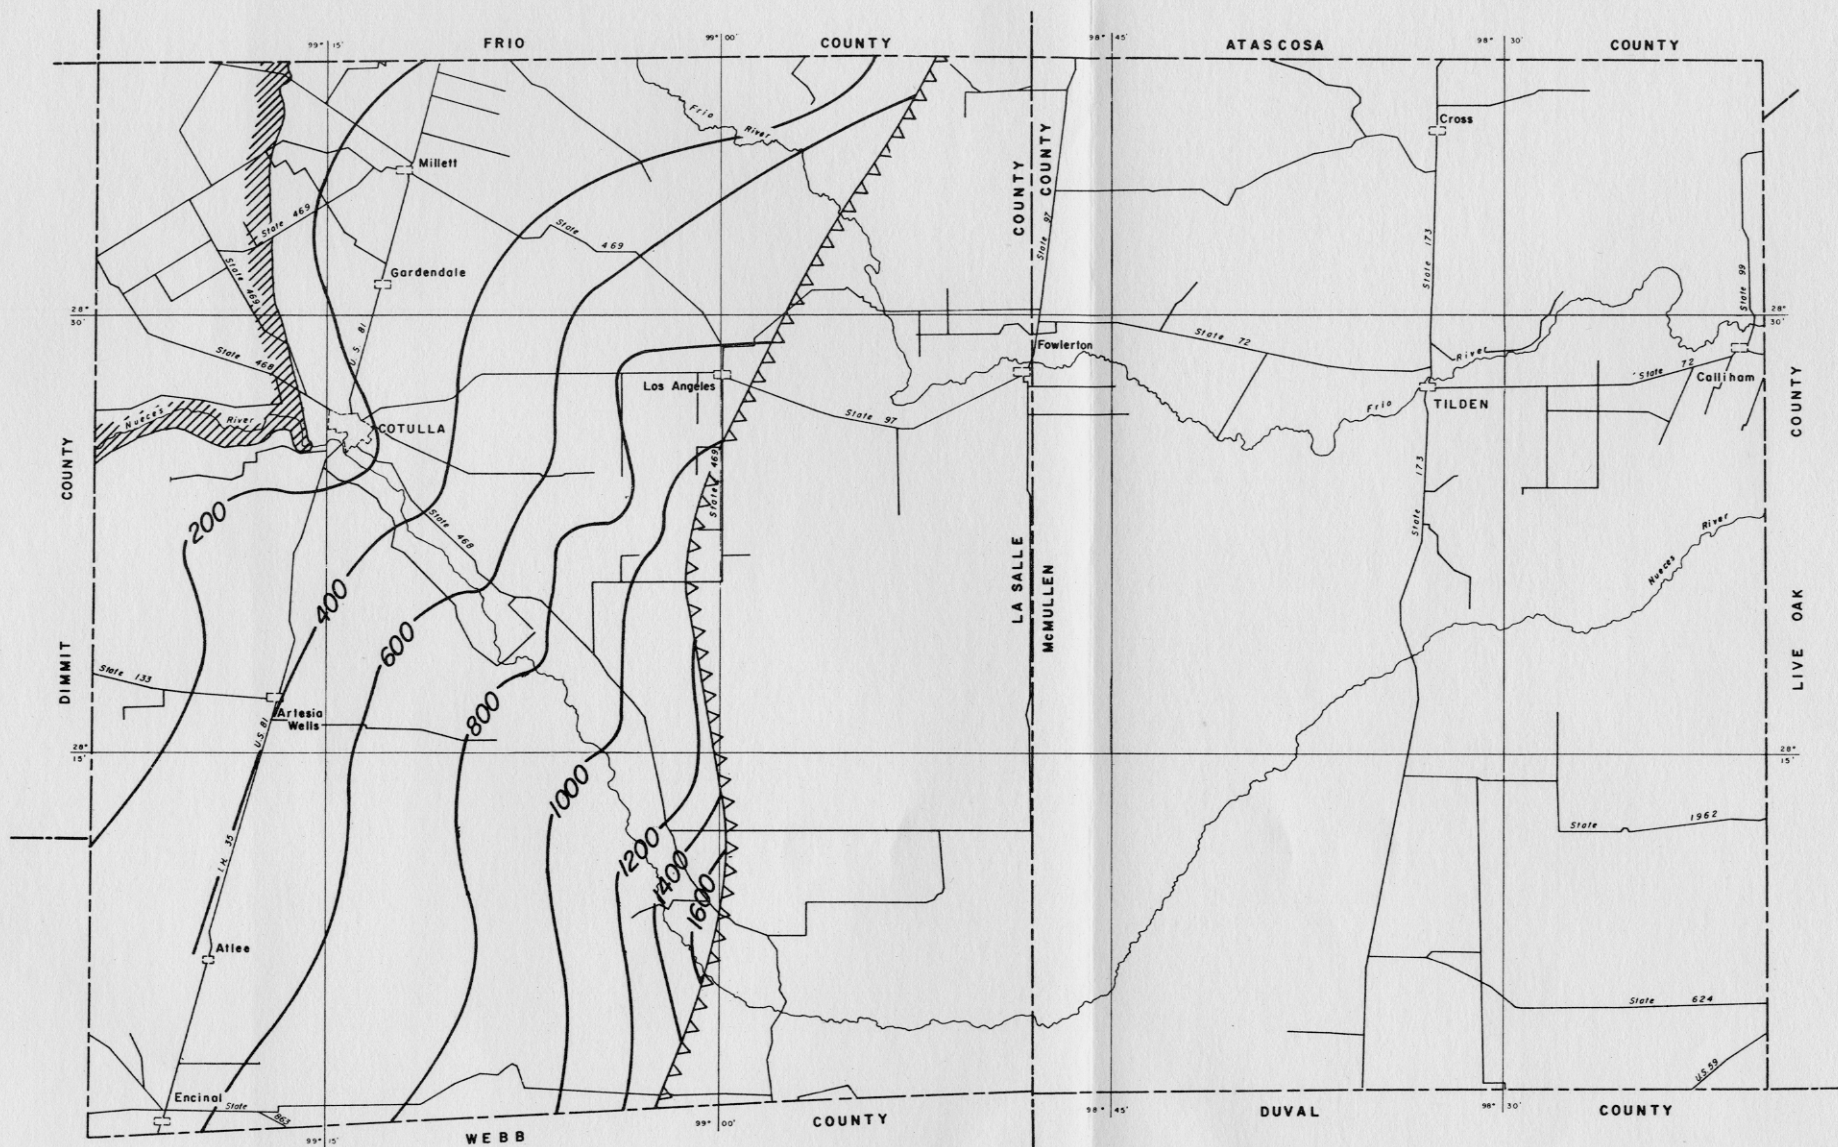 99° 15'
FRIO
99° 00'
COUNTY
98° 45'
ATASCOSA
98° 30'
COUNTY
Frio
River
Cross
Millett
COUNTY
COUNTY
State 469
State
469
State 97
State 173
State 469
Gardendale
State 99
28°
30'
28°
30'
U.S. 81
State 72
Fowlerton
River
State 72
State 468
Los Angeles
Calliham
Nueces
River
COTULLA
State 97
Frio
TILDEN
COUNTY
COUNTY
State 469
173
State
200
State
468
Nueces
River
LA SALLE
McMULLEN
400
600
DIMMIT
LIVE OAK
State 133
800
Artesia
Wells
U.S. 81
28°
15'
28°
15'
1000
I.H. 35
1200
1400
1600
State
1962
Atlee
State
624
US 59
Encinal
State
863
99° 15'
WEBB
99° 00'
COUNTY
98° 45'
DUVAL
98° 30'
COUNTY